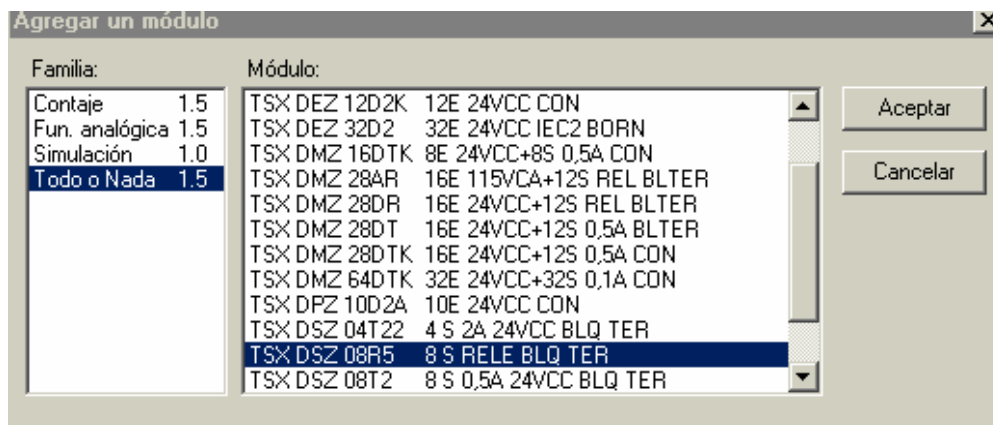 Agregar un módulo
Familia:
Contaje 1.5
Fun. analógica 1.5
Simulación 1.0
Todo o Nada 1.5
Módulo:
TSX DEZ 12D2K 12E 24VCC CON
TSX DEZ 32D2 32E 24VCC IEC2 BORN
TSX DMZ 16DTK 8E 24VCC+8S 0,5A CON
TSX DMZ 28AR 16E 115VCA+12S REL BLTER
TSX DMZ 28DR 16E 24VCC+12S REL BLTER
TSX DMZ 28DT 16E 24VCC+12S 0,5A BLTER
TSX DMZ 28DTK 16E 24VCC+12S 0,5A CON
TSX DMZ 64DTK 32E 24VCC+32S 0,1A CON
TSX DPZ 10D2A 10E 24VCC CON
TSX DSZ 04T22 4 S 2A 24VCC BLQ TER
TSX DSZ 08R5 8 S RELE BLQ TER
TSX DSZ 08T2 8 S 0,5A 24VCC BLQ TER
Aceptar
Cancelar